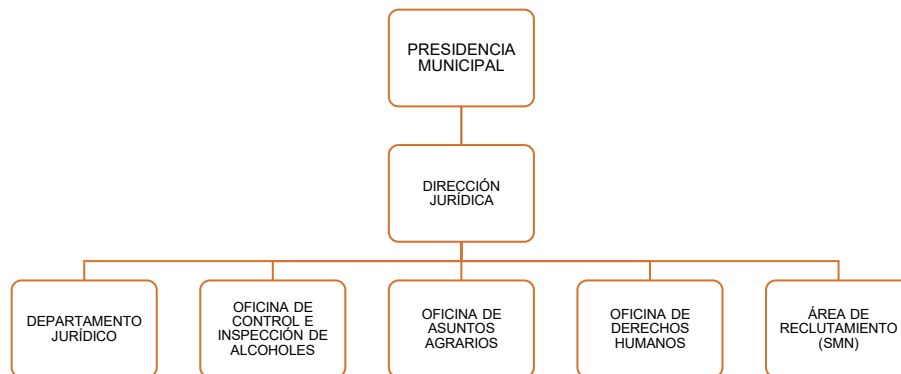 PRESIDENCIA
MUNICIPAL
DIRECCIÓN
JURÍDICA
DEPARTAMENTO
JURÍDICO
OFICINA DE
CONTROL E
INSPECCIÓN DE
ALCOHOLES
OFICINA DE
ASUNTOS
AGRARIOS
OFICINA DE
DERECHOS
HUMANOS
ÁREA DE
RECLUTAMIENTO
(SMN)